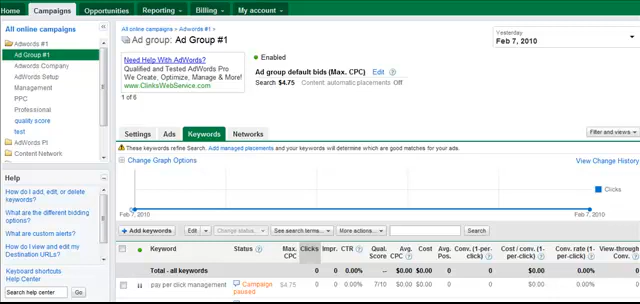 Home Campaigns Opportunities Reporting Billing My account
All online campaigns
Adwords #1
Ad Group #1
Adwords Company
AdWords Setup
Management
PPC
Professional
quality score
test
AdWords PI
Content Network
Help
How do I add, edit, or delete keywords?
What are the different bidding options?
What are custom alerts?
How do I view and edit my Destination URLs?
Keyboard shortcuts
Help Center
Search help center Go
All online campaigns > Adwords #1 >
Ad group: Ad Group #1
Yesterday
Feb 7, 2010
Need Help With AdWords?
Qualified and Tested AdWords Pro
We Create, Optimize, Manage & More!
www.ClinksWebService.com
1 of 6
Enabled
Ad group default bids (Max. CPC) Edit
Search $4.75 Content: automatic placements Off
Settings Ads Keywords Networks
Filter and views
These keywords refine Search. Add managed placements and your keywords will determine which are good matches for your ads.
Change Graph Options
View Change History
Clicks
Feb 7, 2010 Feb 7, 2010
Add keywords Edit Change status... See search terms... More actions... Search
Keyword Status Max. CPC Clicks Impr. CTR Qual. Score Avg. CPC Cost Avg. Pos. Conv. (1-per-click) Cost / conv. (1-per-click) Conv. rate (1-per-click) View-through Conv.
Total - all keywords 0 0 0.00% $0.00 $0.00 0 0 $0.00 0.00% 0
pay per click management Campaign paused $4.75 0 0 0.00% 7/10 $0.00 $0.00 0 0 $0.00 0.00% 0